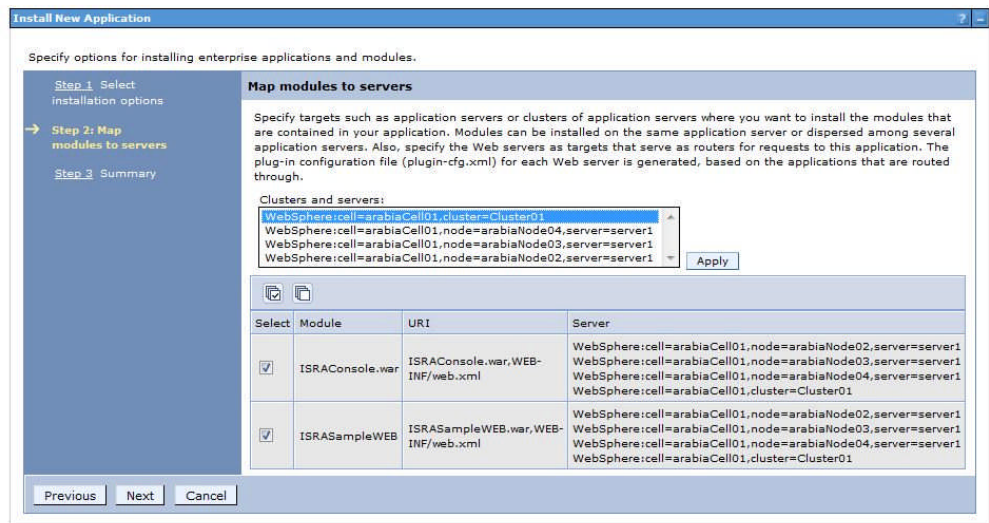 Install New Application
? –
Specify options for installing enterprise applications and modules.
Step 1 Select
installation options
Step 2: Map
modules to servers
Step 3 Summary
Map modules to servers
Specify targets such as application servers or clusters of application servers where you want to install the modules that
are contained in your application. Modules can be installed on the same application server or dispersed among several
application servers. Also, specify the Web servers as targets that serve as routers for requests to this application. The
plug-in configuration file (plugin-cfg.xml) for each Web server is generated, based on the applications that are routed
through.
Clusters and servers:
WebSphere:cell=arabiaCell01,cluster=Cluster01
WebSphere:cell=arabiaCell01,node=arabiaNode04,server=server1
WebSphere:cell=arabiaCell01,node=arabiaNode03,server=server1
WebSphere:cell=arabiaCell01,node=arabiaNode02,server=server1
Apply
Select Module URI Server
ISRAConsole.war
ISRAConsole.war,WEB-
INF/web.xml
WebSphere:cell=arabiaCell01,node=arabiaNode02,server=server1
WebSphere:cell=arabiaCell01,node=arabiaNode03,server=server1
WebSphere:cell=arabiaCell01,node=arabiaNode04,server=server1
WebSphere:cell=arabiaCell01,cluster=Cluster01
ISRASampleWEB
ISRASampleWEB.war,WEB-
INF/web.xml
WebSphere:cell=arabiaCell01,node=arabiaNode02,server=server1
WebSphere:cell=arabiaCell01,node=arabiaNode03,server=server1
WebSphere:cell=arabiaCell01,node=arabiaNode04,server=server1
WebSphere:cell=arabiaCell01,cluster=Cluster01
Previous Next Cancel